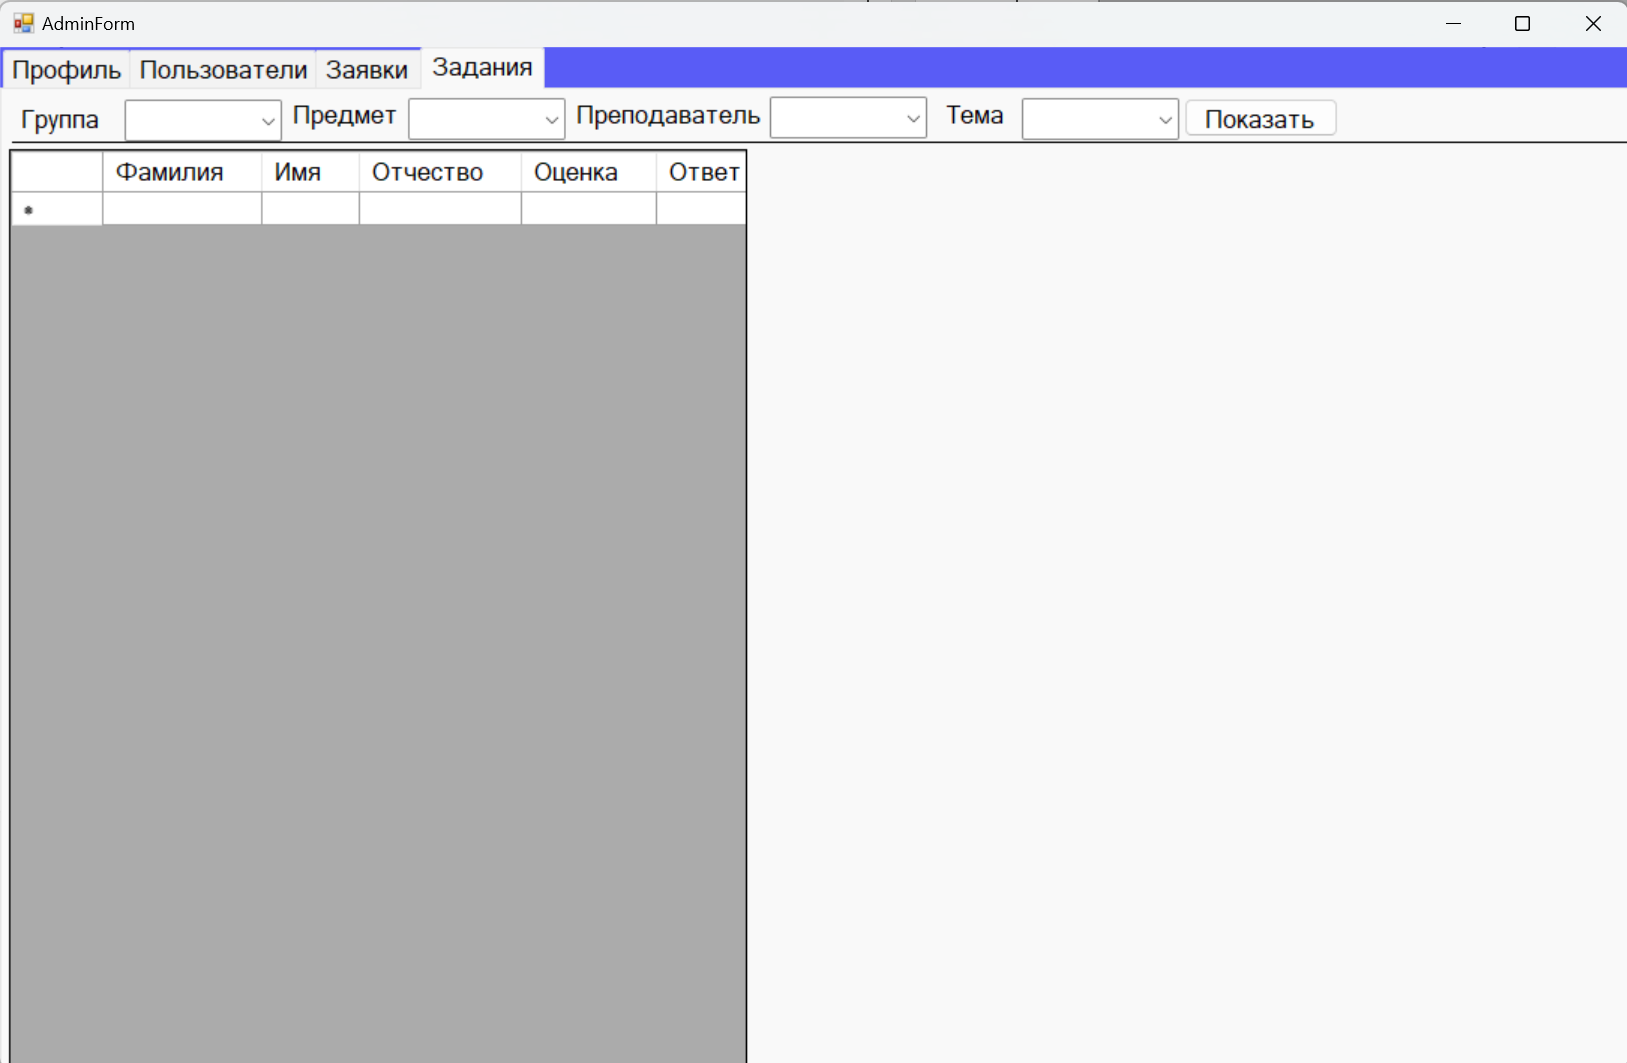 AdminForm
Профиль Пользователи Заявки Задания
Группа Предмет Преподаватель Тема Показать
Фамилия Имя Отчество Оценка Ответ